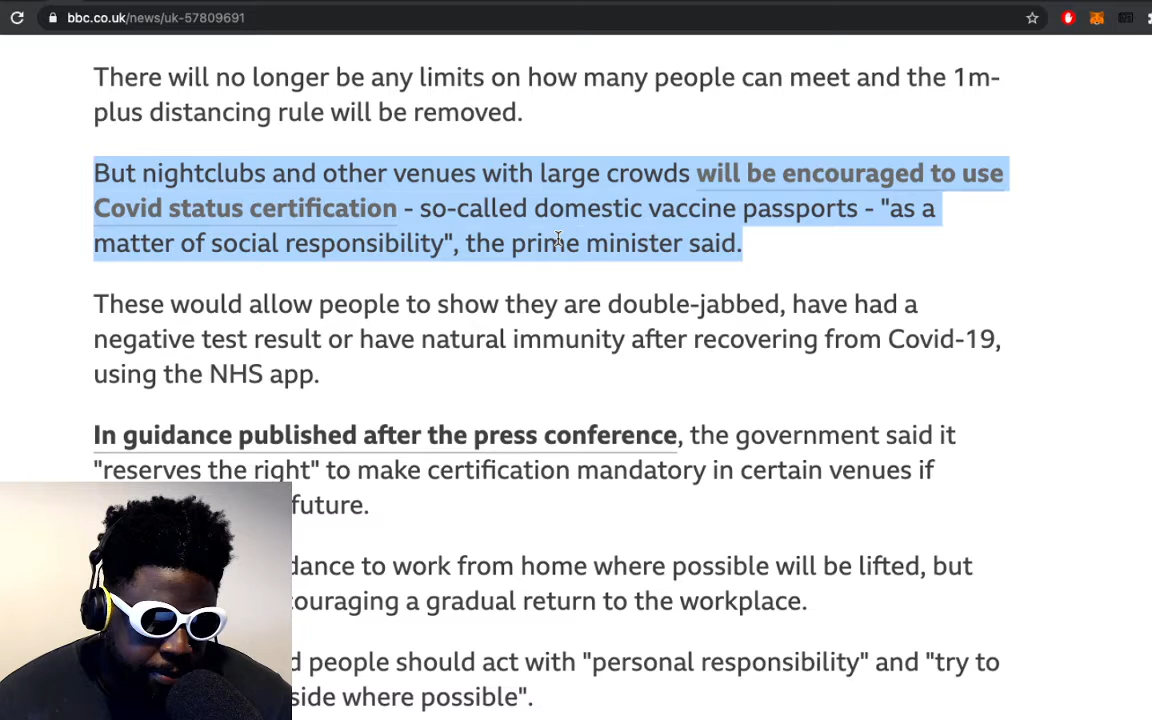 bbc.co.uk/news/uk-57809691
There will no longer be any limits on how many people can meet and the 1m-
plus distancing rule will be removed.
But nightclubs and other venues with large crowds will be encouraged to use
Covid status certification - so-called domestic vaccine passports - "as a
matter of social responsibility", the prime minister said.
These would allow people to show they are double-jabbed, have had a
negative test result or have natural immunity after recovering from Covid-19,
using the NHS app.
In guidance published after the press conference, the government said it
"reserves the right" to make certification mandatory in certain venues if
future.
dance to work from home where possible will be lifted, but
couraging a gradual return to the workplace.
d people should act with "personal responsibility" and "try to
side where possible".